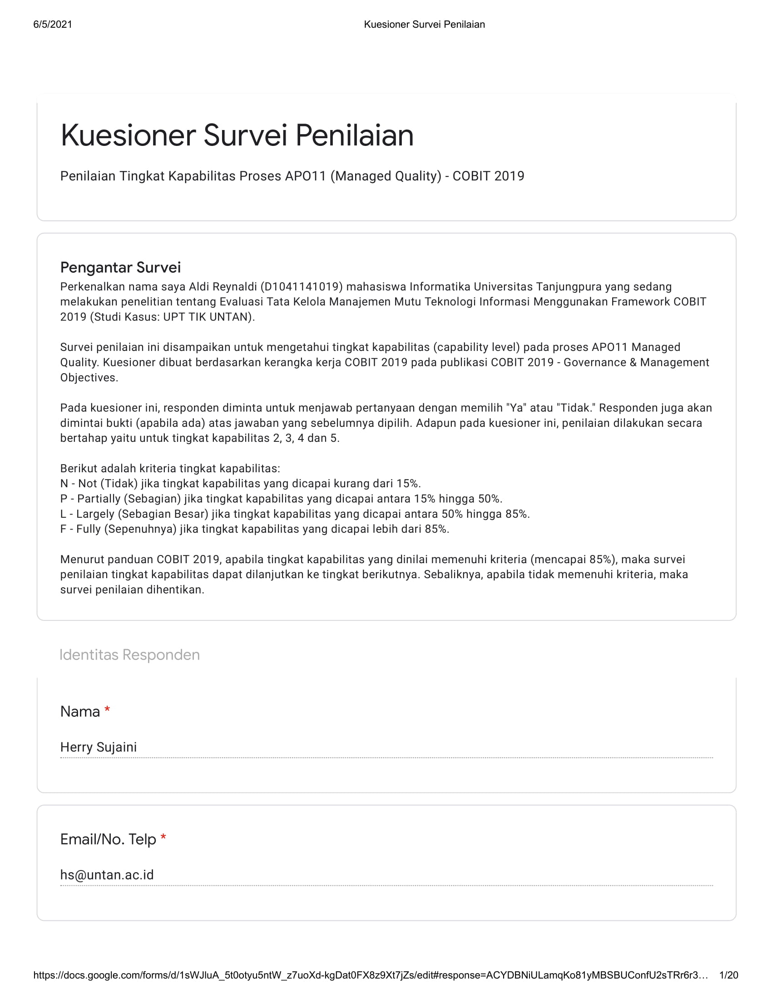 6/5/2021
Kuesioner Survei Penilaian
Kuesioner Survei Penilaian
Penilaian Tingkat Kapabilitas Proses APO11 (Managed Quality) - COBIT 2019
Pengantar Survei
Perkenalkan nama saya Aldi Reynaldi (D1041141019) mahasiswa Informatika Universitas Tanjungpura yang sedang
melakukan penelitian tentang Evaluasi Tata Kelola Manajemen Mutu Teknologi Informasi Menggunakan Framework COBIT
2019 (Studi Kasus: UPT TIK UNTAN).
Survei penilaian ini disampaikan untuk mengetahui tingkat kapabilitas (capability level) pada proses APO11 Managed
Quality. Kuesioner dibuat berdasarkan kerangka kerja COBIT 2019 pada publikasi COBIT 2019 - Governance & Management
Objectives.
Pada kuesioner ini, responden diminta untuk menjawab pertanyaan dengan memilih "Ya" atau "Tidak." Responden juga akan
dimintai bukti (apabila ada) atas jawaban yang sebelumnya dipilih. Adapun pada kuesioner ini, penilaian dilakukan secara
bertahap yaitu untuk tingkat kapabilitas 2, 3, 4 dan 5.
Berikut adalah kriteria tingkat kapabilitas:
N - Not (Tidak) jika tingkat kapabilitas yang dicapai kurang dari 15%.
P - Partially (Sebagian) jika tingkat kapabilitas yang dicapai antara 15% hingga 50%.
L - Largely (Sebagian Besar) jika tingkat kapabilitas yang dicapai antara 50% hingga 85%.
F - Fully (Sepenuhnya) jika tingkat kapabilitas yang dicapai lebih dari 85%.
Menurut panduan COBIT 2019, apabila tingkat kapabilitas yang dinilai memenuhi kriteria (mencapai 85%), maka survei
penilaian tingkat kapabilitas dapat dilanjutkan ke tingkat berikutnya. Sebaliknya, apabila tidak memenuhi kriteria, maka
survei penilaian dihentikan.
Identitas Responden
Nama *
Herry Sujaini
Email/No. Telp *
hs@untan.ac.id
https://docs.google.com/forms/d/1sWJIuA_5t0otyu5ntW_z7uoXd-kgDat0FX8z9Xt7jZs/edit#response=ACYDBNiULamqKo81yMBSBUConfU2sTRr6r3… 1/20